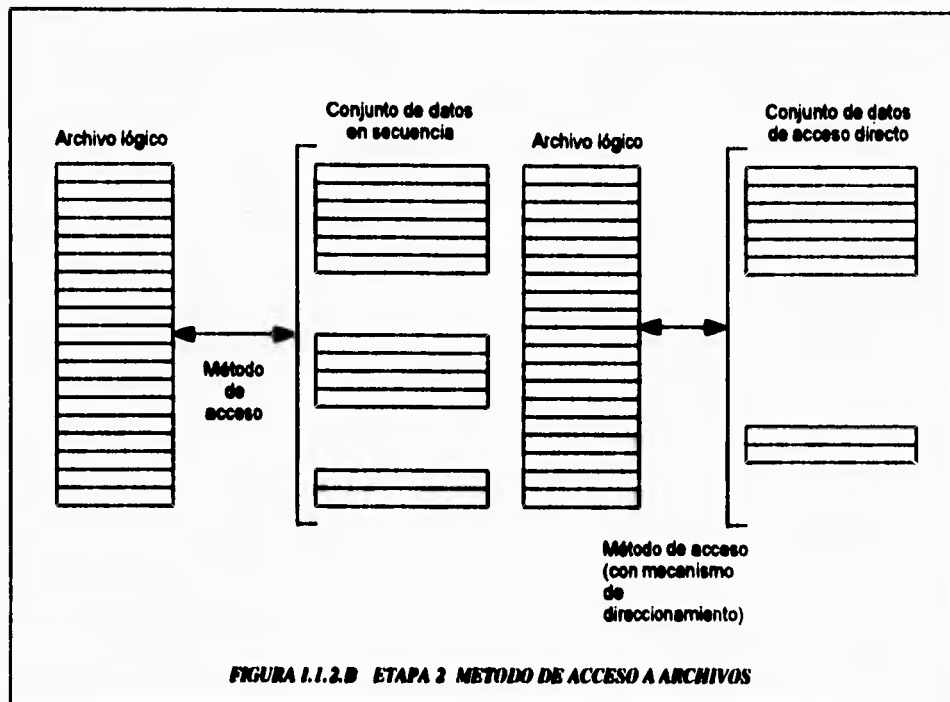 Archivo lógico
Conjunto de datos
en secuencia
Archivo lógico
Conjunto de datos
de acceso directo
Método
de
acceso
Método de acceso
(con mecanismo
de
direccionamiento)
FIGURA 1.1.2.B ETAPA 2 METODO DE ACCESO A ARCHIVOS